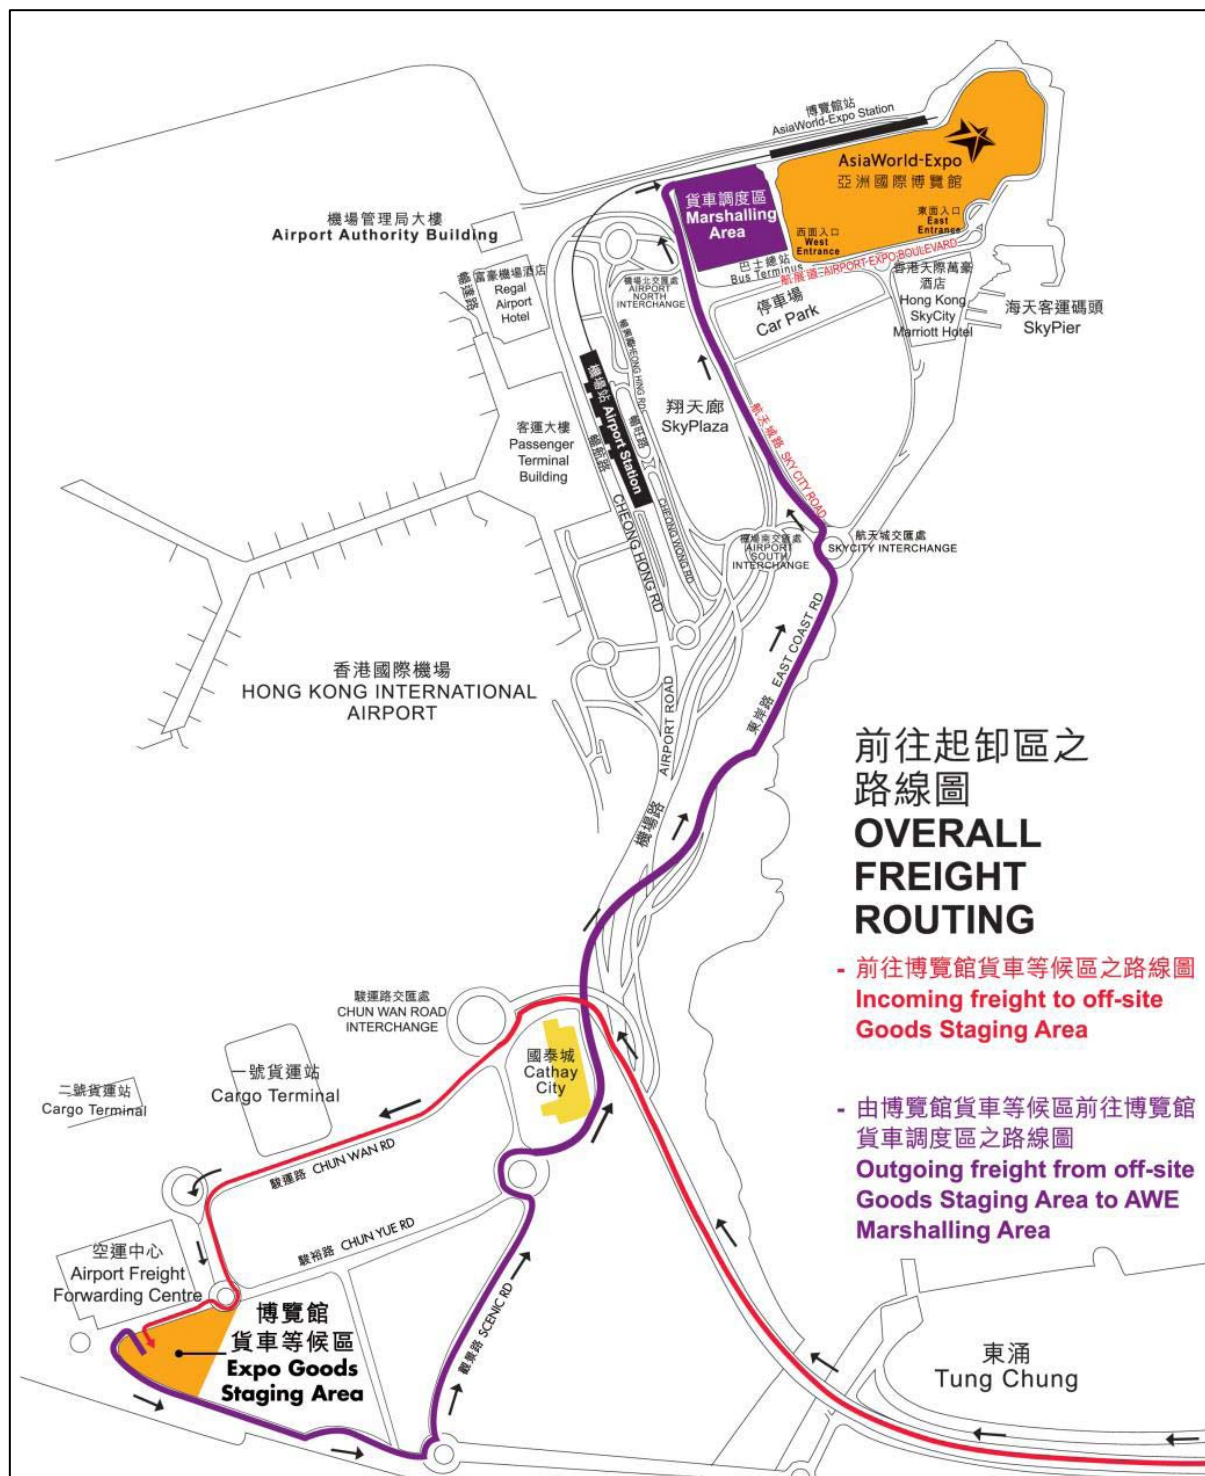 博覽館站
AsiaWorld-Expo Station
AsiaWorld-Expo
亞洲國際博覽館
貨車調度區
Marshalling
Area
東面入口
East
Entrance
西面入口
West
Entrance
機場管理局大樓
Airport Authority Building
巴士總站
Bus Terminus
航展道 AIRPORT EXPO BOULEVARD
暢達路
富豪機場酒店
Regal
Airport
Hotel
機場北交匯處
AIRPORT
NORTH
INTERCHANGE
停車場
Car Park
香港天際萬豪
酒店
Hong Kong
SkyCity
Marriott Hotel
海天客運碼頭
SkyPier
CHEONG HING RD
機場站 Airport Station
翔天廊
SkyPlaza
航天城路 SKY CITY ROAD
客運大樓
Passenger
Terminal
Building
暢航路
暢旺路
CHEONG HONG RD
CHEONG WONG RD
機場南交匯處
AIRPORT
SOUTH
INTERCHANGE
航天城交匯處
SKYCITY INTERCHANGE
東岸路 EAST COAST RD
香港國際機場
HONG KONG INTERNATIONAL
AIRPORT
機場路 AIRPORT ROAD
前往起卸區之
路線圖
OVERALL
FREIGHT
ROUTING
- 前往博覽館貨車等候區之路線圖
Incoming freight to off-site
Goods Staging Area
- 由博覽館貨車等候區前往博覽館
貨車調度區之路線圖
Outgoing freight from off-site
Goods Staging Area to AWE
Marshalling Area
駿運路交匯處
CHUN WAN ROAD
INTERCHANGE
國泰城
Cathay
City
一號貨運站
Cargo Terminal
二號貨運站
Cargo Terminal
駿運路 CHUN WAN RD
駿裕路 CHUN YUE RD
觀景路 SCENIC RD
空運中心
Airport Freight
Forwarding Centre
博覽館
貨車等候區
Expo Goods
Staging Area
東涌
Tung Chung